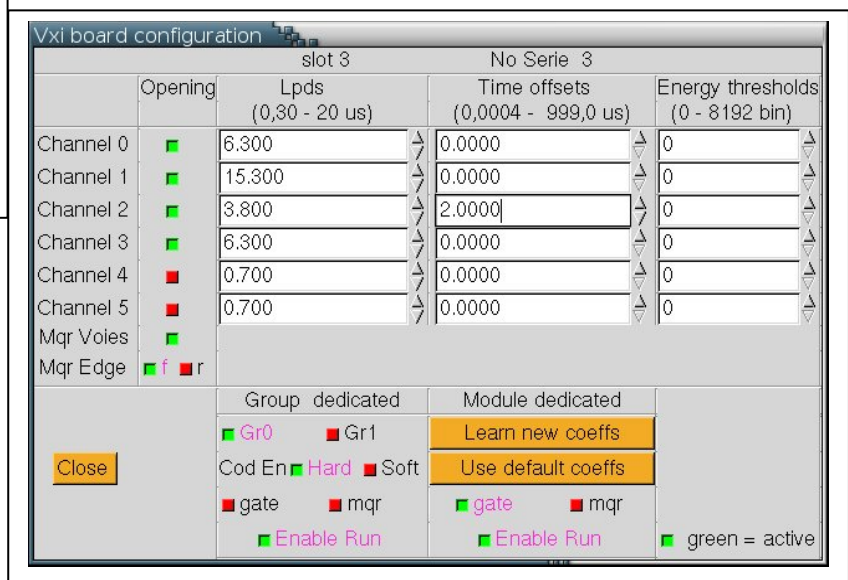 Vxi board configuration
slot 3 No Serie 3
Opening Lpds Time offsets Energy thresholds
(0,30 - 20 us) (0,0004 - 999,0 us) (0 - 8192 bin)
Channel 0 6.300 0.0000 0
Channel 1 15.300 0.0000 0
Channel 2 3.800 2.0000 0
Channel 3 6.300 0.0000 0
Channel 4 0.700 0.0000 0
Channel 5 0.700 0.0000 0
Mqr Voies
Mqr Edge f r
Group dedicated Module dedicated
Gr0 Gr1 Learn new coeffs
Close Cod En Hard Soft Use default coeffs
gate mqr gate mqr
Enable Run Enable Run green = active